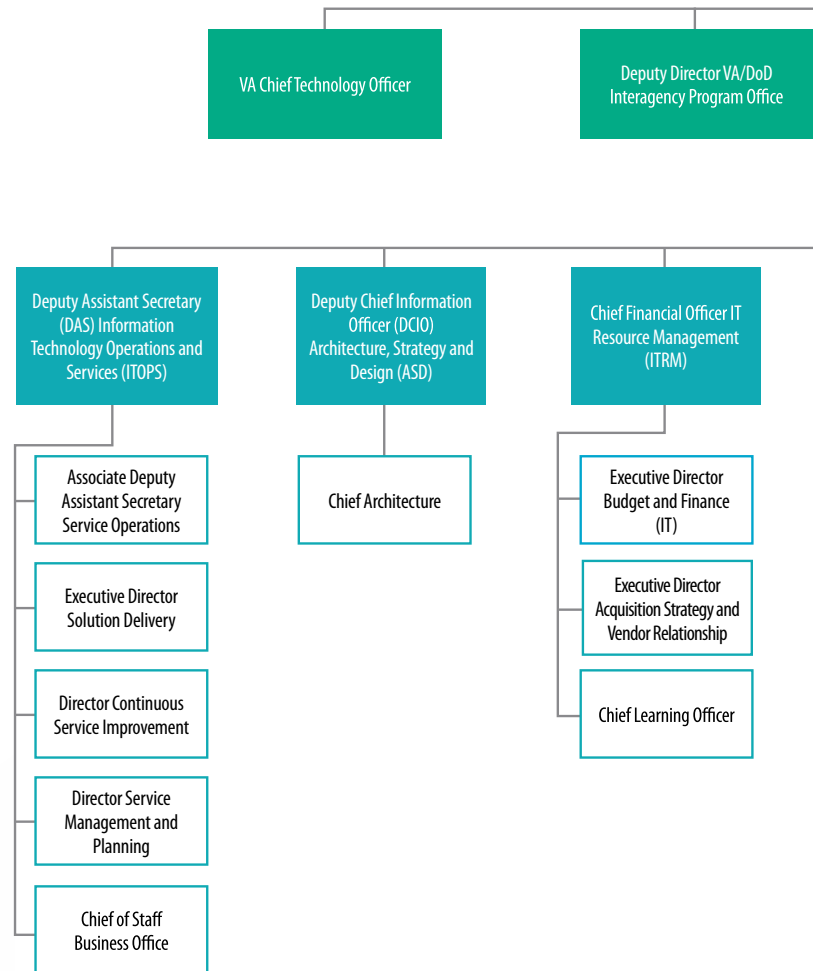 VA Chief Technology Officer
Deputy Director VA/DoD
Interagency Program Office
Deputy Assistant Secretary
(DAS) Information
Technology Operations and
Services (ITOPS)
Deputy Chief Information
Officer (DCIO)
Architecture, Strategy and
Design (ASD)
Chief Financial Officer IT
Resource Management
(ITRM)
Associate Deputy
Assistant Secretary
Service Operations
Executive Director
Solution Delivery
Director Continuous
Service Improvement
Director Service
Management and
Planning
Chief of Staff
Business Office
Chief Architecture
Executive Director
Budget and Finance
(IT)
Executive Director
Acquisition Strategy and
Vendor Relationship
Chief Learning Officer